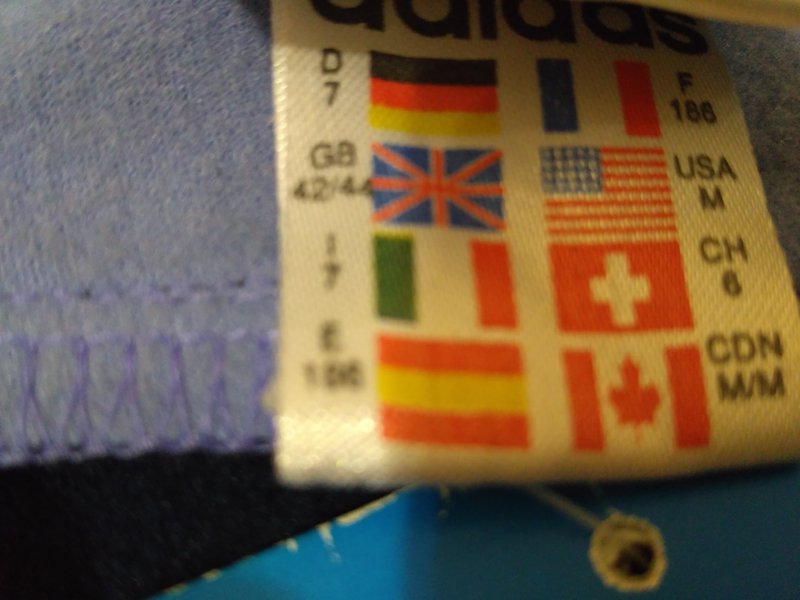 adidas
D
7
F
186
GB
42/44
USA
M
I
7
CH
6
E
186
CDN
M/M